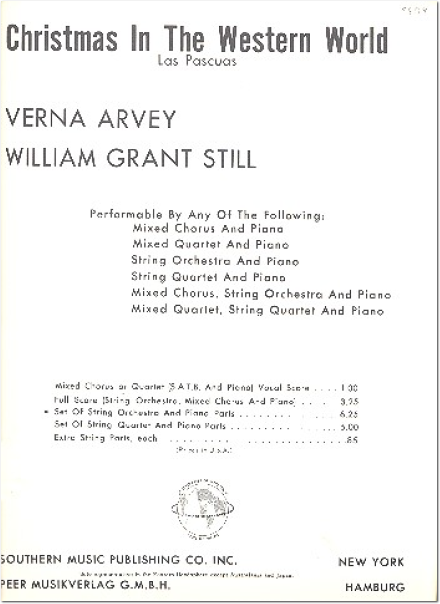 Christmas In The Western World
Las Pascuas
VERNA ARVEY
WILLIAM GRANT STILL
Performable By Any Of The Following:
Mixed Chorus And Piano
Mixed Quartet And Piano
String Orchestra And Piano
String Quartet And Piano
Mixed Chorus, String Orchestra And Piano
Mixed Quartet, String Quartet And Piano
Mixed Chorus or Quartet (S.A.T.B. And Piano) Vocal Score .... 1.00
Full Score (String Orchestra, Mixed Chorus And Piano) .... 3.25
Set Of String Orchestra And Piano Parts .......... 6.25
Set Of String Quartet And Piano Parts .......... 5.00
Extra String Parts, each .......... .85
(Printed in U.S.A.)
SOUTHERN MUSIC PUBLISHING CO. INC. NEW YORK
PEER MUSIKVERLAG G.M.B.H. HAMBURG